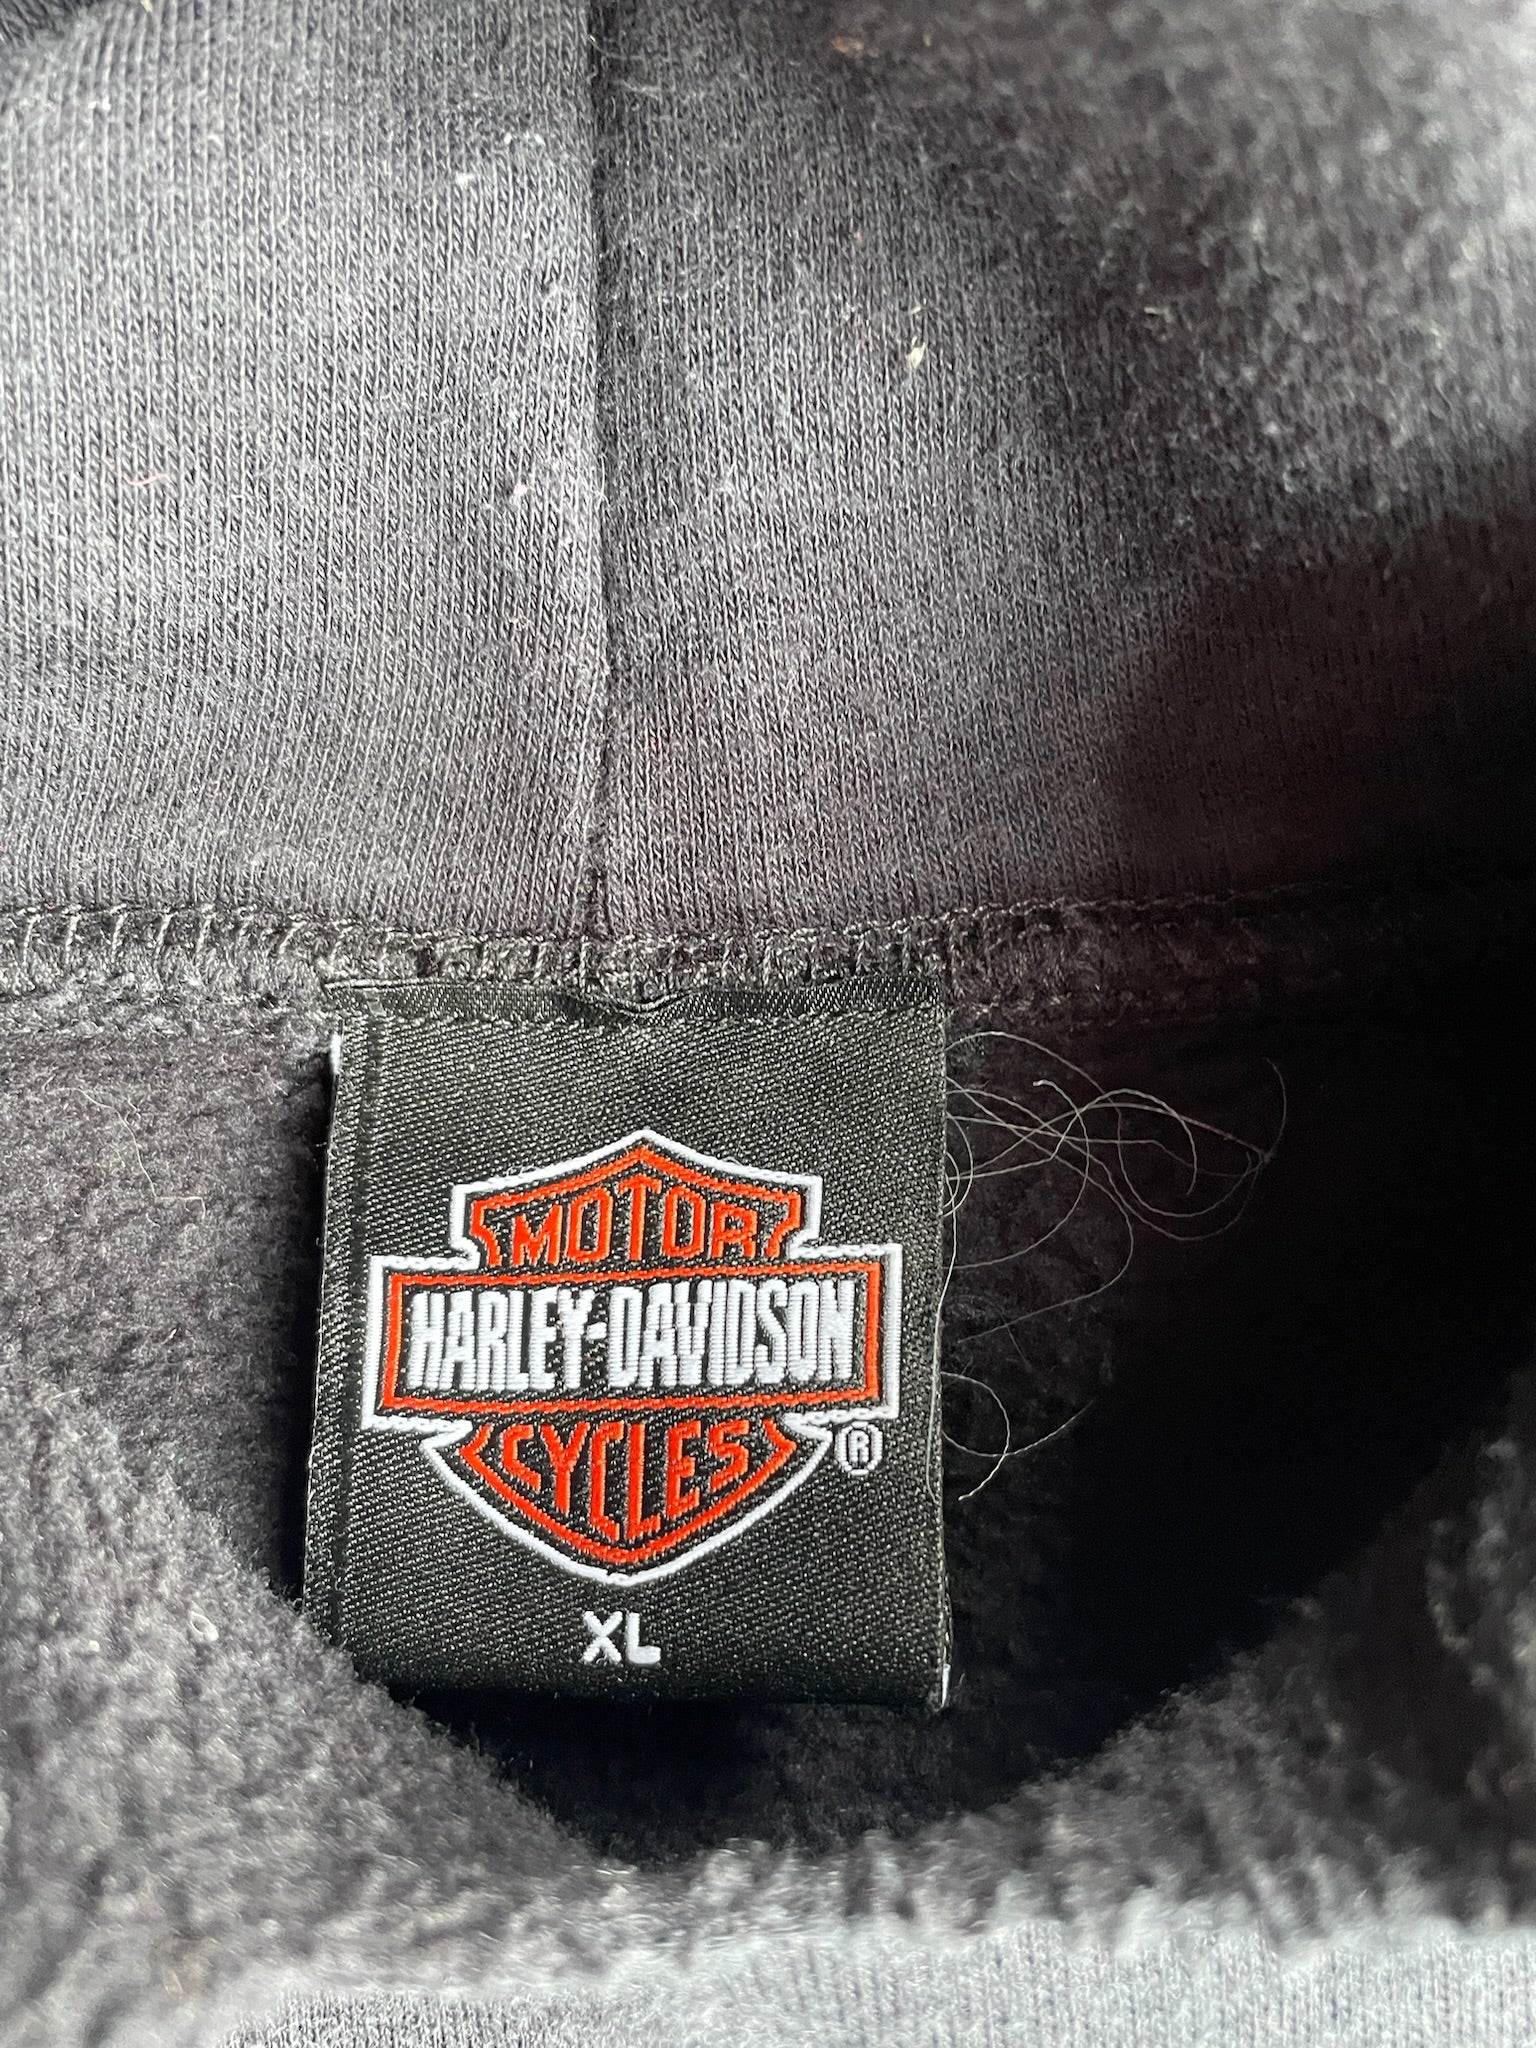 MOTOR
HARLEY-DAVIDSON
CYCLES
®
XL